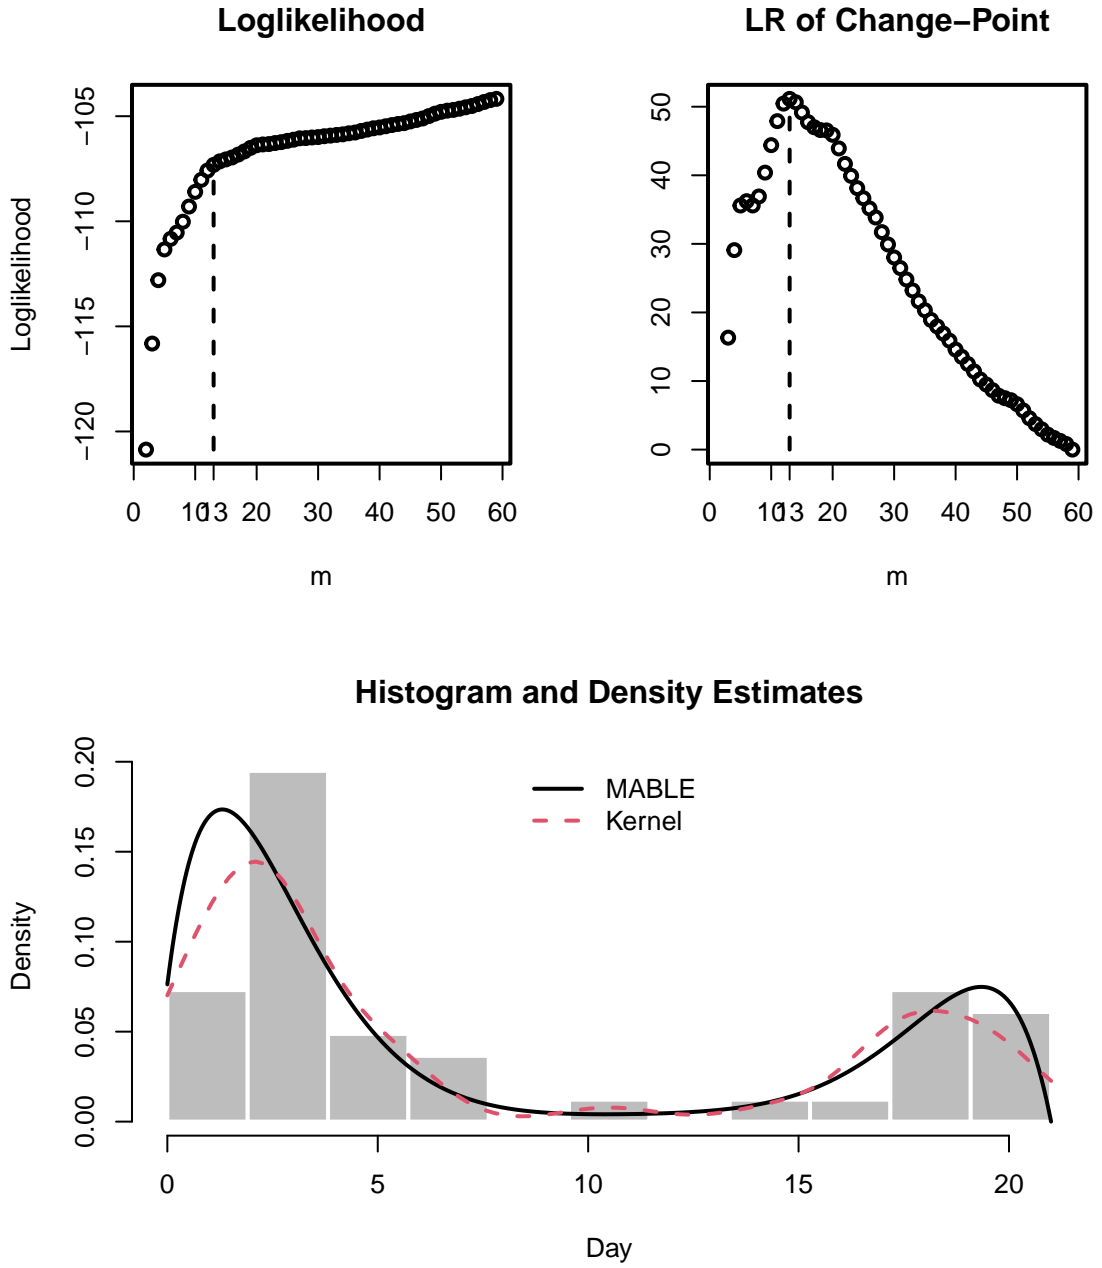 Loglikelihood
LR of Change−Point
Loglikelihood
−105
−110
−115
−120
0 10 13 20 30 40 50 60
m
50
40
30
20
10
0
0 10 13 20 30 40 50 60
m
Histogram and Density Estimates
Density
0.20
0.15
0.10
0.05
0.00
MABLE
Kernel
0 5 10 15 20
Day